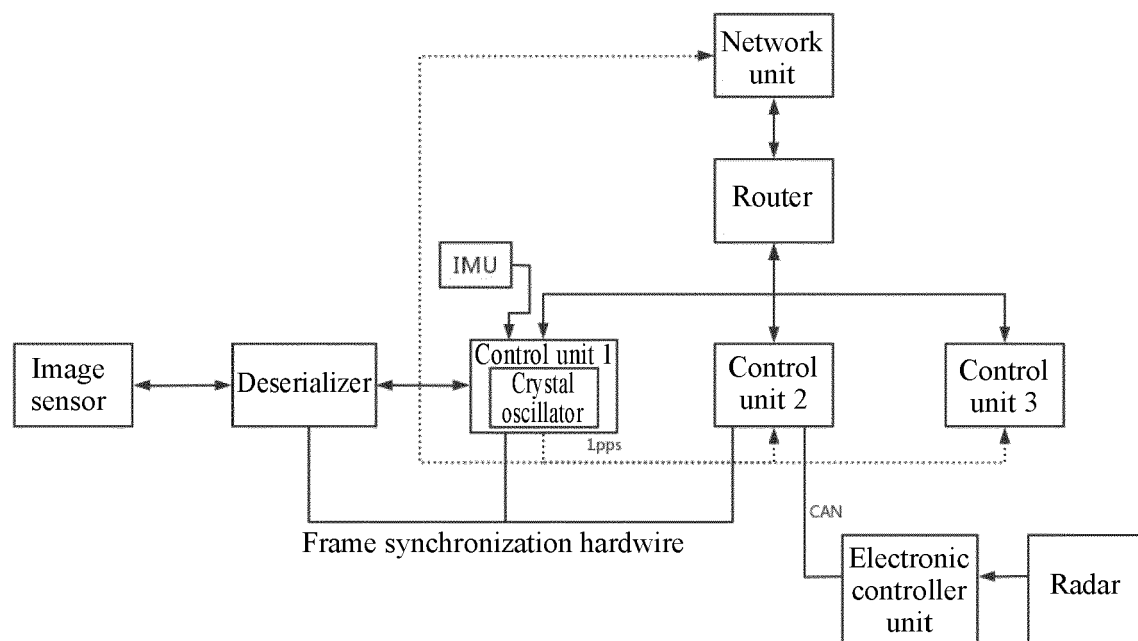 Network
unit
Router
IMU
Image
sensor
Deserializer
Control unit 1
Crystal
oscillator
Control
unit 2
Control
unit 3
1pps
CAN
Frame synchronization hardwire
Electronic
controller
unit
Radar